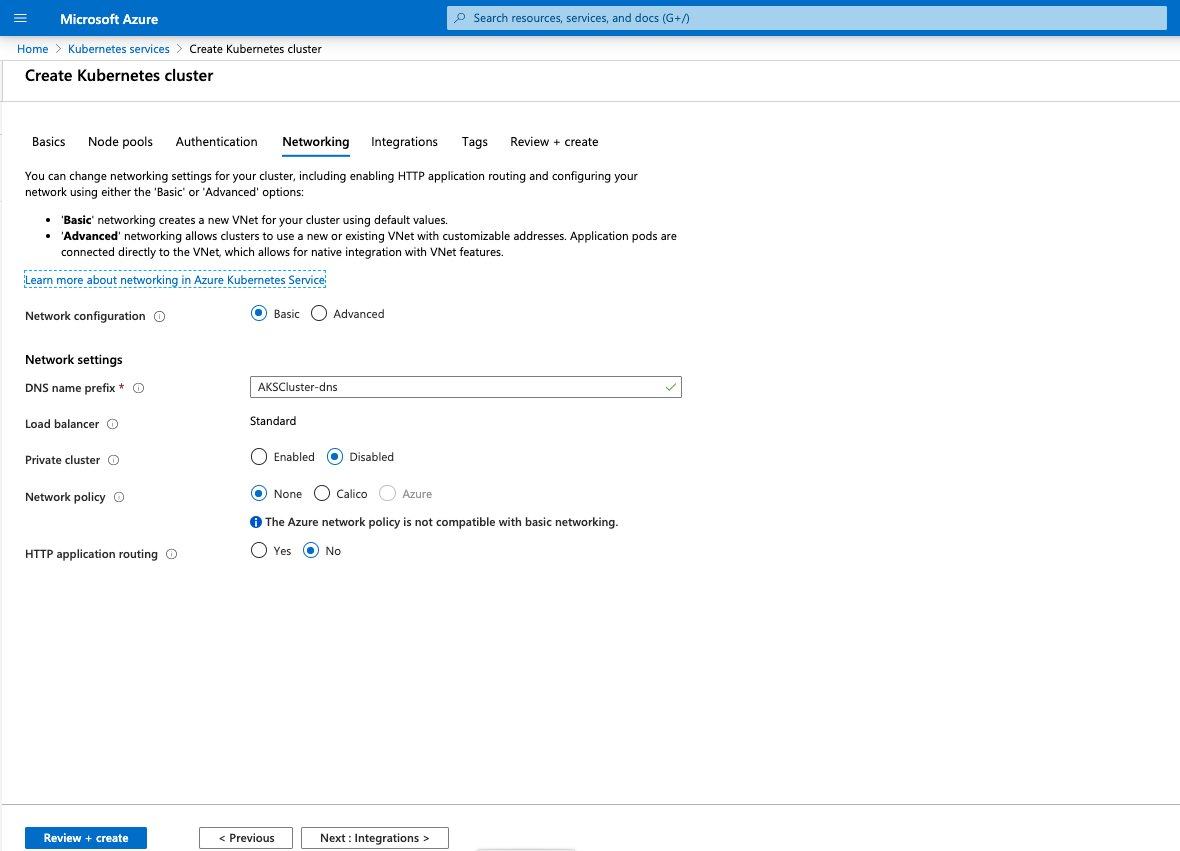 Microsoft Azure
Search resources, services, and docs (G+/)
Home > Kubernetes services > Create Kubernetes cluster
Create Kubernetes cluster
Basics Node pools Authentication Networking Integrations Tags Review + create
You can change networking settings for your cluster, including enabling HTTP application routing and configuring your
network using either the 'Basic' or 'Advanced' options:
• 'Basic' networking creates a new VNet for your cluster using default values.
• 'Advanced' networking allows clusters to use a new or existing VNet with customizable addresses. Application pods are
connected directly to the VNet, which allows for native integration with VNet features.
Learn more about networking in Azure Kubernetes Service
Network configuration Basic Advanced
Network settings
DNS name prefix * AKSCluster-dns
Load balancer Standard
Private cluster Enabled Disabled
Network policy None Calico Azure
The Azure network policy is not compatible with basic networking.
HTTP application routing Yes No
Review + create < Previous Next : Integrations >